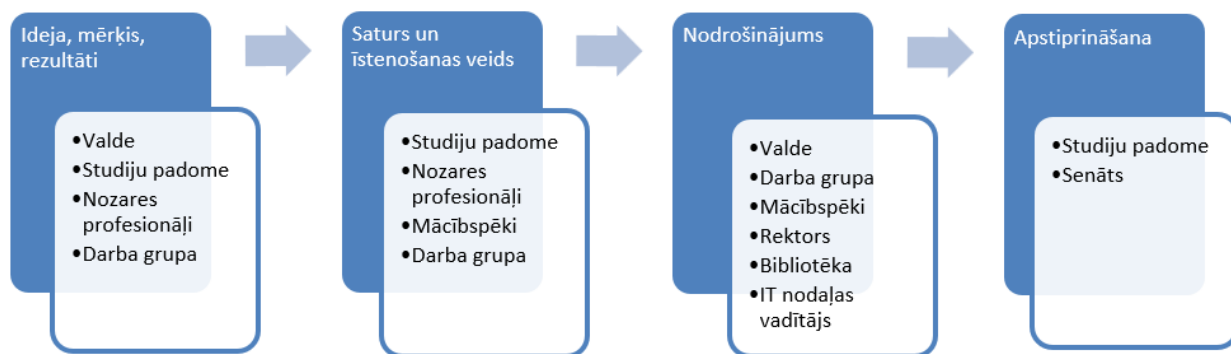 Ideja, mērķis,
rezultāti
•Valde
•Studiju padome
•Nozares
profesionāļi
•Darba grupa
Saturs un
īstenošanas veids
•Studiju padome
•Nozares
profesionāļi
•Mācībspēki
•Darba grupa
Nodrošinājums
•Valde
•Darba grupa
•Mācībspēki
•Rektors
•Bibliotēka
•IT nodaļas
vadītājs
Apstiprināšana
•Studiju padome
•Senāts